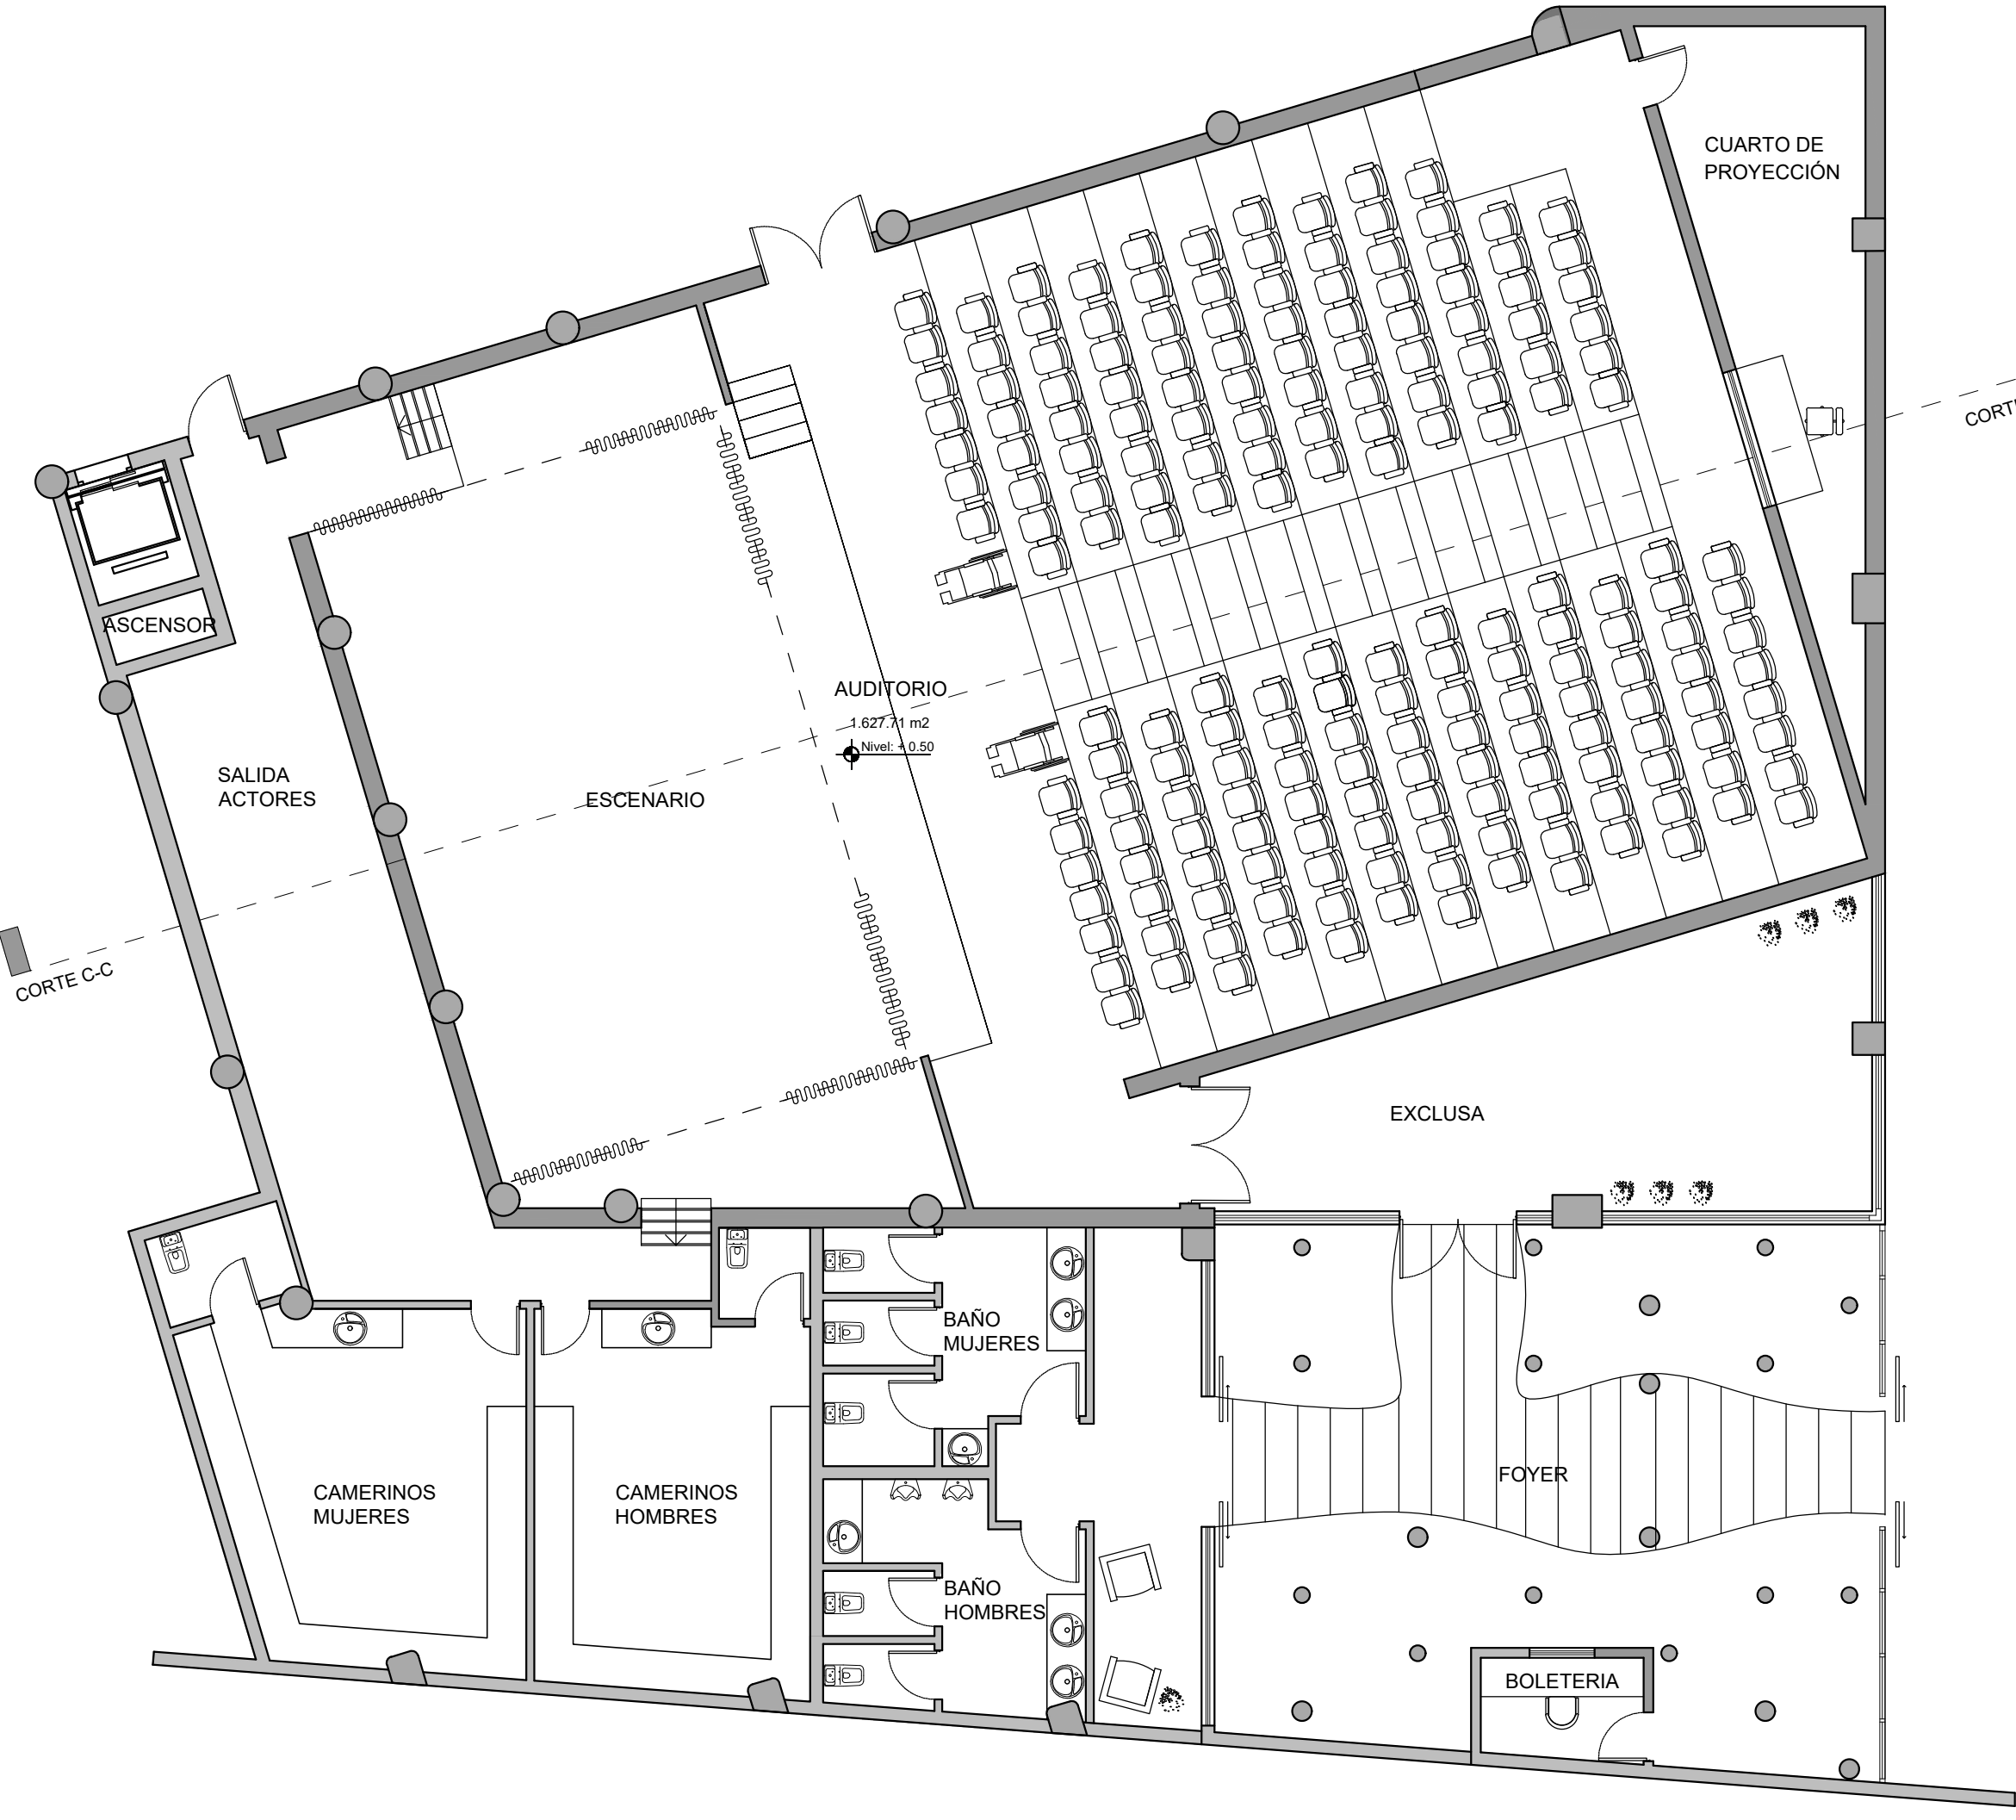 CUARTO DE
PROYECCIÓN
CORTE
ASCENSOR
AUDITORIO
1.627.71 m2
Nivel: + 0.50
SALIDA
ACTORES
ESCENARIO
CORTE C-C
EXCLUSA
BAÑO
MUJERES
FOYER
CAMERINOS
MUJERES
CAMERINOS
HOMBRES
BAÑO
HOMBRES
BOLETERIA